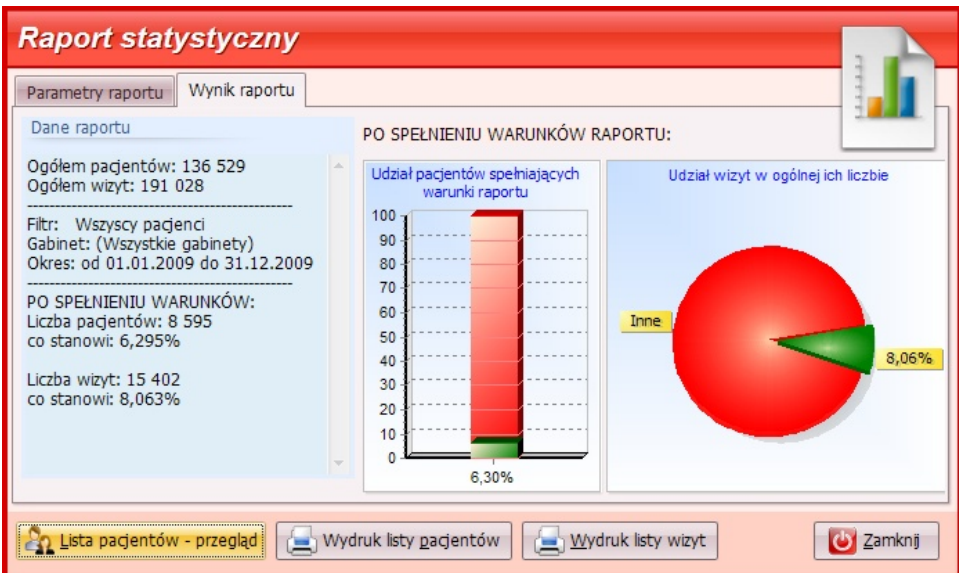 Raport statystyczny
Parametry raportu
Wynik raportu
Dane raportu
Ogółem pacjentów: 136 529
Ogółem wizyt: 191 028
------------------------------------------------
Filtr: Wszyscy pacjenci
Gabinet: (Wszystkie gabinety)
Okres: od 01.01.2009 do 31.12.2009
------------------------------------------------
PO SPEŁNIENIU WARUNKÓW:
Liczba pacjentów: 8 595
co stanowi: 6,295%
Liczba wizyt: 15 402
co stanowi: 8,063%
PO SPEŁNIENIU WARUNKÓW RAPORTU:
Udział pacjentów spełniających
warunki raportu
100
90
80
70
60
50
40
30
20
10
0
6,30%
Udział wizyt w ogólnej ich liczbie
Inne
8,06%
Lista pacjentów - przegląd
Wydruk listy pacjentów
Wydruk listy wizyt
Zamknij